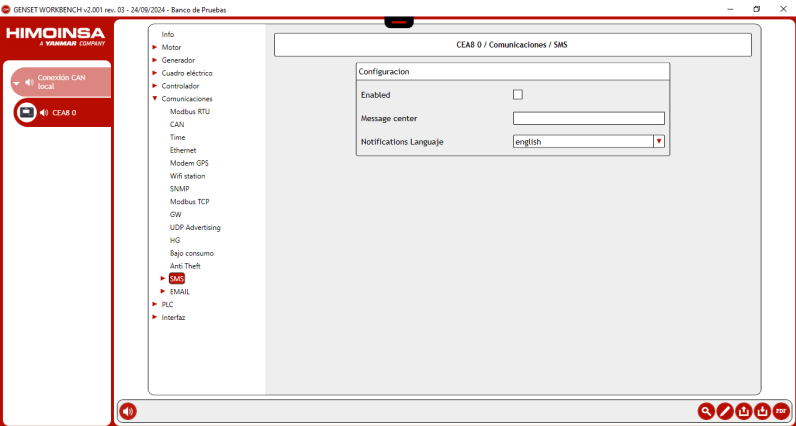 GENSET WORKBENCH v2.001 rev. 03 - 24/09/2024 - Banco de Pruebas
HIMOINSA
A YANMAR COMPANY
Conexión CAN
local
CEA8 0
Info
Motor
Generador
Cuadro eléctrico
Controlador
Comunicaciones
Modbus RTU
CAN
Time
Ethernet
Modem GPS
Wifi station
SNMP
Modbus TCP
GW
UDP Advertising
HG
Bajo consumo
Anti Theft
SMS
EMAIL
PLC
Interfaz
CEA8 0 / Comunicaciones / SMS
Configuracion
Enabled
Message center
Notifications Languaje
english
PDF